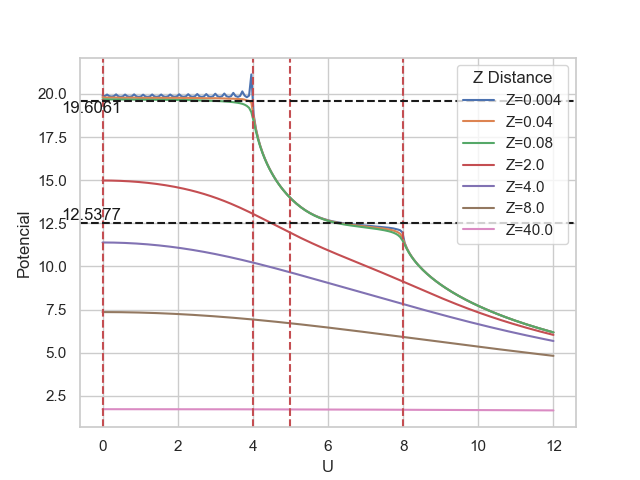 Z Distance
Z=0.004
Z=0.04
Z=0.08
Z=2.0
Z=4.0
Z=8.0
Z=40.0
20.0
19.6061
17.5
15.0
12.5377
12.5
10.0
7.5
5.0
2.5
Potencial
0 2 4 6 8 10 12
U